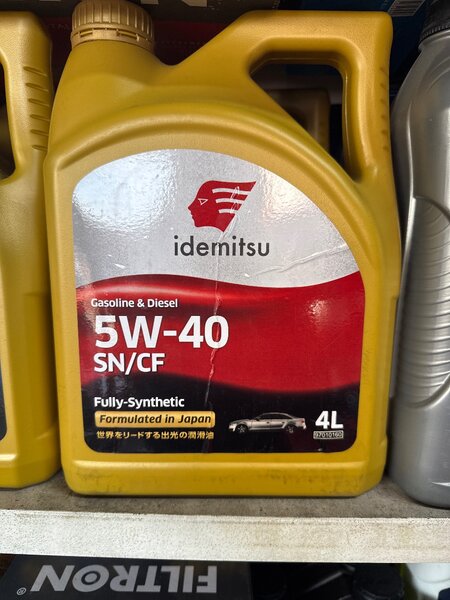 idemitsu
Gasoline & Diesel
5W-40
SN/CF
Fully-Synthetic
Formulated in Japan
4L
世界をリードする出光の潤滑油
FILTRON